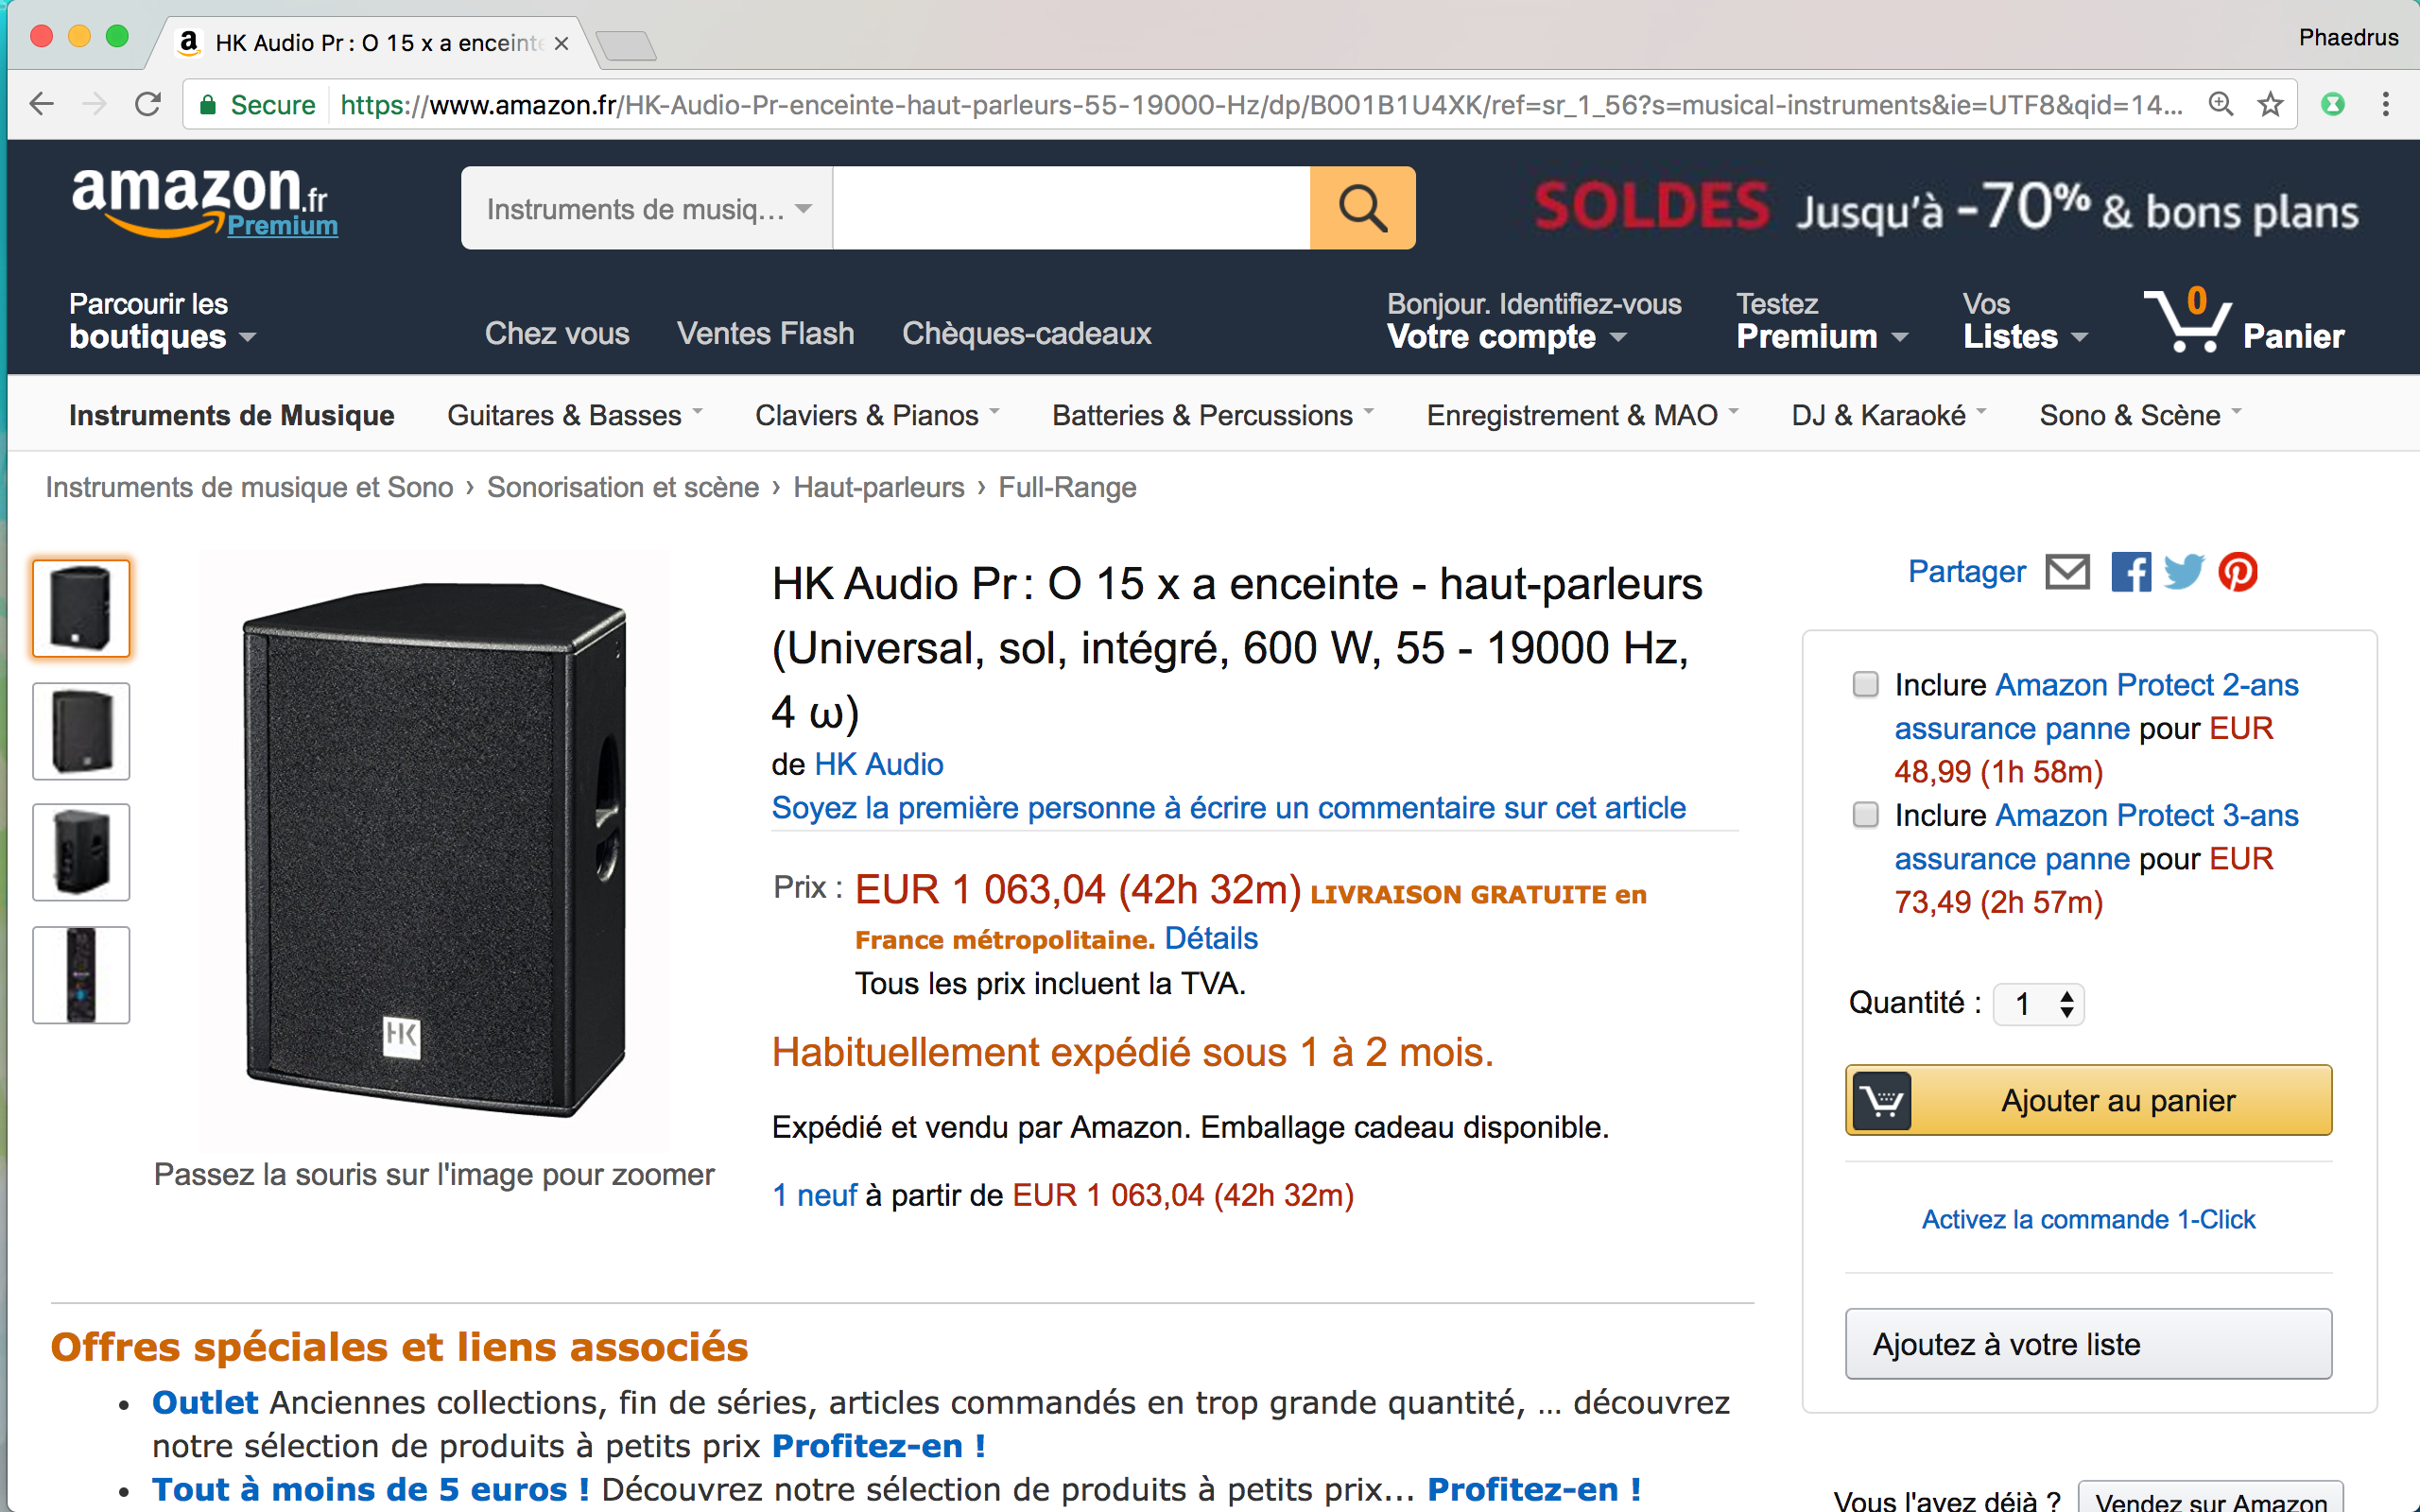 HK Audio Pr : O 15 x a enceinte
Phaedrus
Secure https://www.amazon.fr/HK-Audio-Pr-enceinte-haut-parleurs-55-19000-Hz/dp/B001B1U4XK/ref=sr_1_56?s=musical-instruments&ie=UTF8&qid=14...
amazon.fr
Premium
Instruments de musiq...
SOLDES Jusqu'à -70% & bons plans
Parcourir les
boutiques
Chez vous Ventes Flash Chèques-cadeaux
Bonjour. Identifiez-vous
Votre compte
Testez
Premium
Vos
Listes
0
Panier
Instruments de Musique Guitares & Basses Claviers & Pianos Batteries & Percussions Enregistrement & MAO DJ & Karaoké Sono & Scène
Instruments de musique et Sono › Sonorisation et scène › Haut-parleurs › Full-Range
HK
Passez la souris sur l'image pour zoomer
HK Audio Pr : O 15 x a enceinte - haut-parleurs
(Universal, sol, intégré, 600 W, 55 - 19000 Hz,
4 ω)
de HK Audio
Soyez la première personne à écrire un commentaire sur cet article
Prix : EUR 1 063,04 (42h 32m) LIVRAISON GRATUITE en
France métropolitaine. Détails
Tous les prix incluent la TVA.
Habituellement expédié sous 1 à 2 mois.
Expédié et vendu par Amazon. Emballage cadeau disponible.
1 neuf à partir de EUR 1 063,04 (42h 32m)
Partager
Inclure Amazon Protect 2-ans
assurance panne pour EUR
48,99 (1h 58m)
Inclure Amazon Protect 3-ans
assurance panne pour EUR
73,49 (2h 57m)
Quantité : 1
Ajouter au panier
Activez la commande 1-Click
Ajoutez à votre liste
Vous l'avez déjà ? Vendez sur Amazon
Offres spéciales et liens associés
Outlet Anciennes collections, fin de séries, articles commandés en trop grande quantité, ... découvrez
notre sélection de produits à petits prix Profitez-en !
Tout à moins de 5 euros ! Découvrez notre sélection de produits à petits prix... Profitez-en !